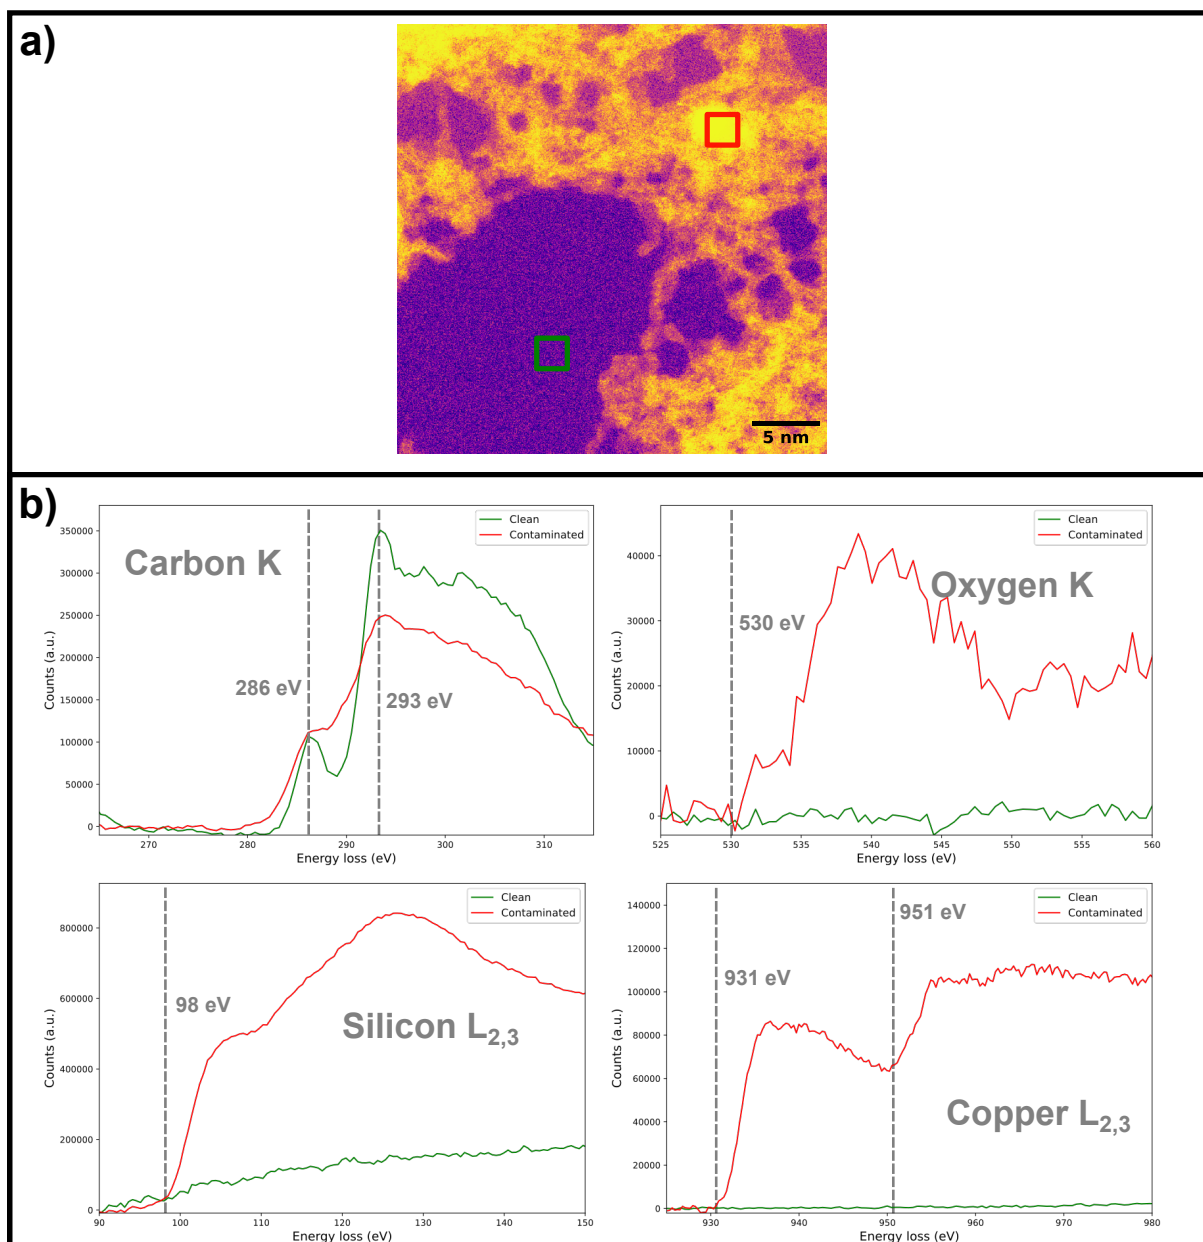 a)
5 nm
b)
Carbon K
Clean
Contaminated
286 eV
293 eV
Counts (a.u.)
350000
300000
250000
200000
150000
100000
50000
0
270
280
290
300
310
Energy loss (eV)
Oxygen K
Clean
Contaminated
530 eV
Counts (a.u.)
40000
30000
20000
10000
0
525
530
535
540
545
550
555
560
Energy loss (eV)
Silicon L2,3
Clean
Contaminated
98 eV
Counts (a.u.)
800000
600000
400000
200000
0
90
100
110
120
130
140
150
Energy loss (eV)
Copper L2,3
Clean
Contaminated
931 eV
951 eV
Counts (a.u.)
140000
120000
100000
80000
60000
40000
20000
0
930
940
950
960
970
980
Energy loss (eV)